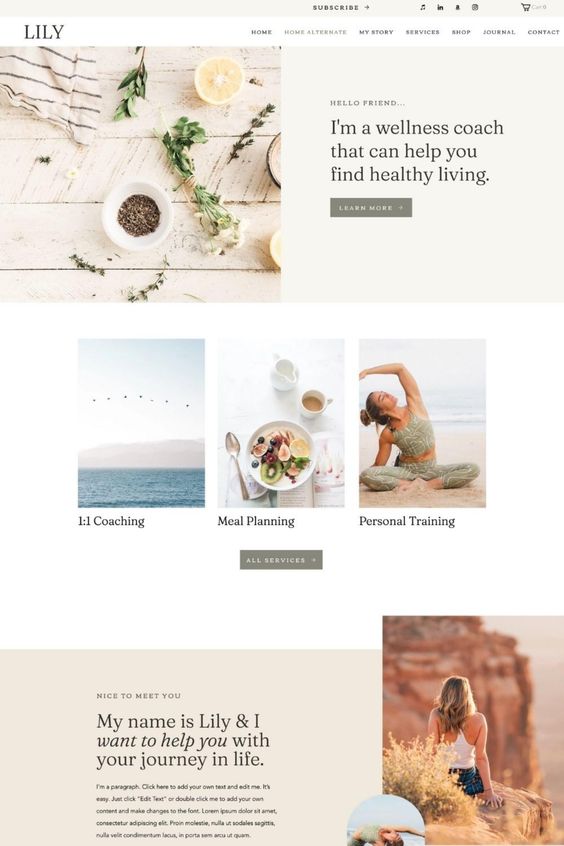 SUBSCRIBE →
Cart 0
LILY
HOME HOME ALTERNATE MY STORY SERVICES SHOP JOURNAL CONTACT
HELLO FRIEND...
I'm a wellness coach
that can help you
find healthy living.
LEARN MORE →
1:1 Coaching Meal Planning Personal Training
ALL SERVICES →
NICE TO MEET YOU
My name is Lily & I
want to help you with
your journey in life.
I'm a paragraph. Click here to add your own text and edit me. It's
easy. Just click "Edit Text" or double click me to add your own
content and make changes to the font. Lorem ipsum dolor sit amet,
consectetur adipiscing elit. Proin molestie, nulla ut sodales sagittis,
nulla velit condimentum lacus, in porta sem arcu ut quam.